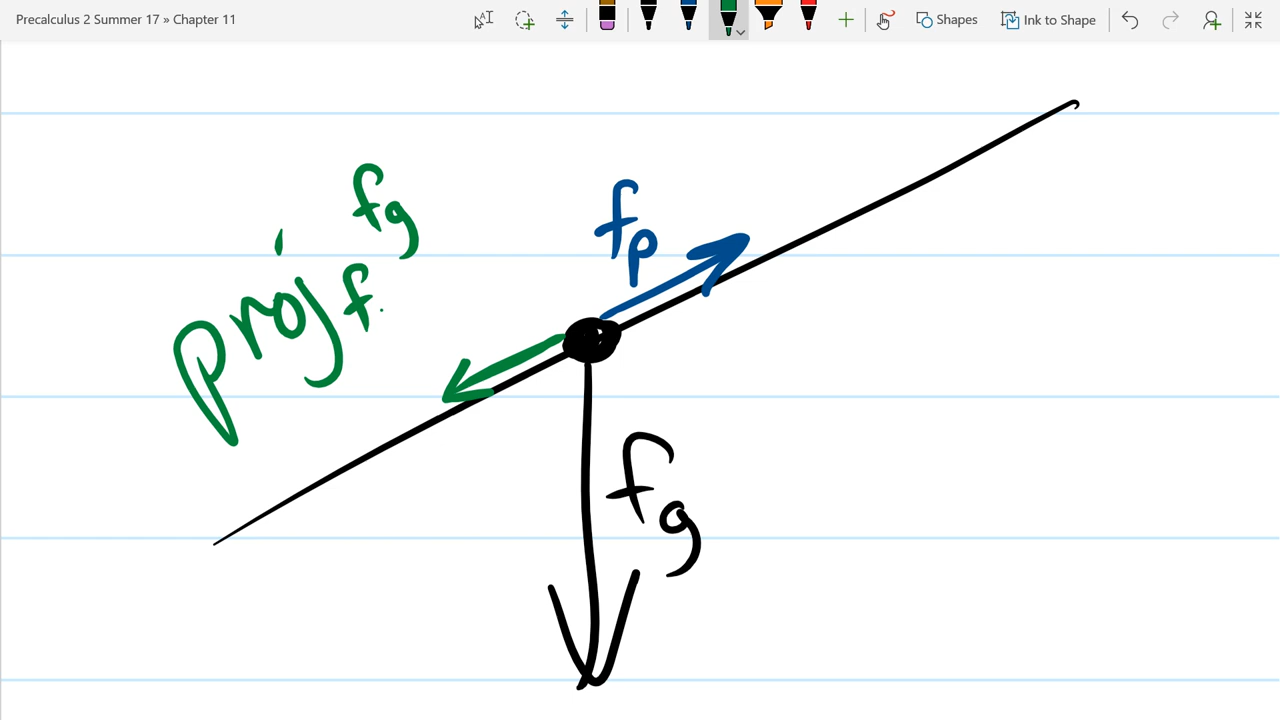 Precalculus 2 Summer 17 » Chapter 11
Shapes
Ink to Shape
fg
proj f
fp
fg